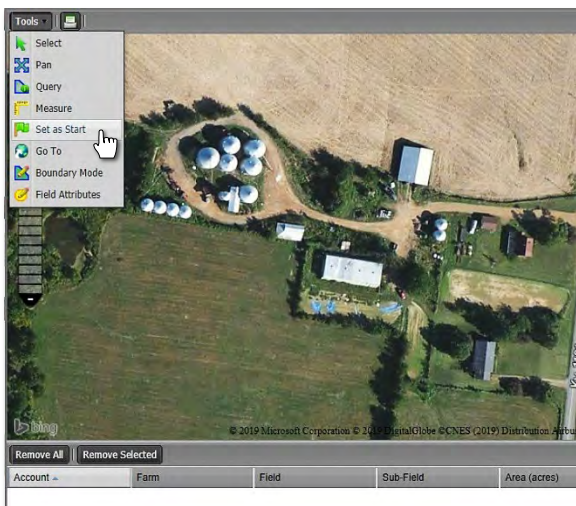 Tools
Select
Pan
Query
Measure
Set as Start
Go To
Boundary Mode
Field Attributes
bing
© 2019 Microsoft Corporation © 2019 DigitalGlobe ©CNES (2019) Distribution Airbu
Remove All Remove Selected
Account Farm Field Sub-Field Area (acres)